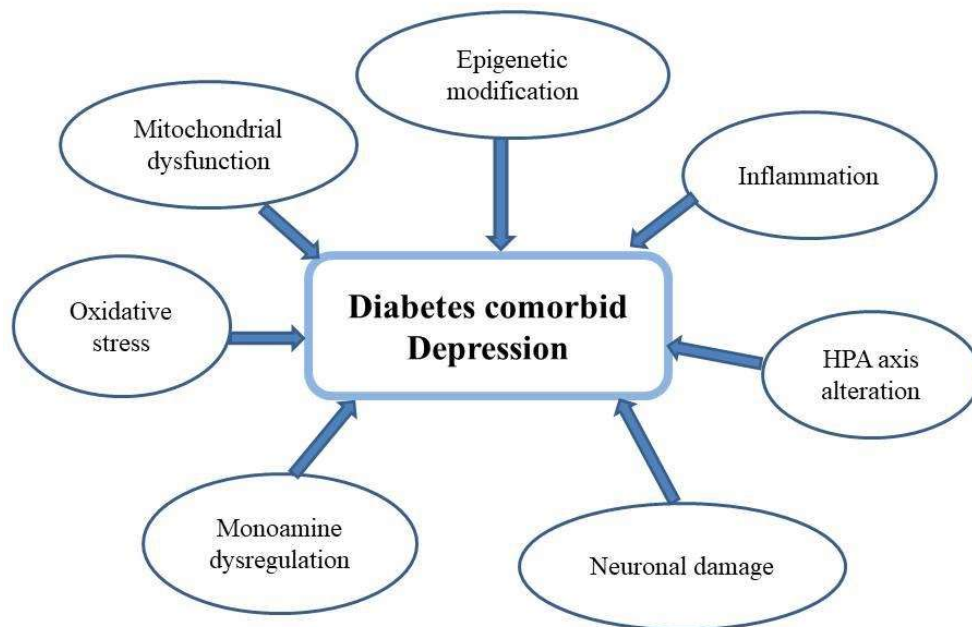 Epigenetic
modification
Mitochondrial
dysfunction
Inflammation
Diabetes comorbid
Depression
Oxidative
stress
HPA axis
alteration
Monoamine
dysregulation
Neuronal damage